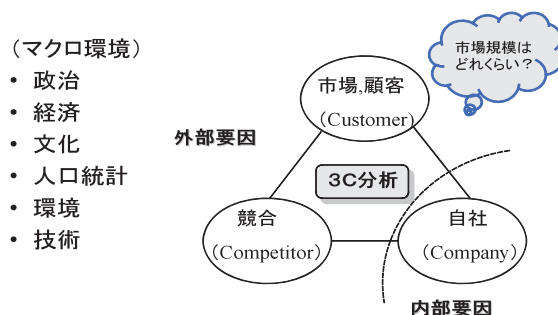 （マクロ環境）
• 政治
• 経済
• 文化
• 人口統計
• 環境
• 技術
市場規模は
どれくらい？
市場,顧客
（Customer）
外部要因
3C分析
競合
（Competitor）
自社
（Company）
内部要因